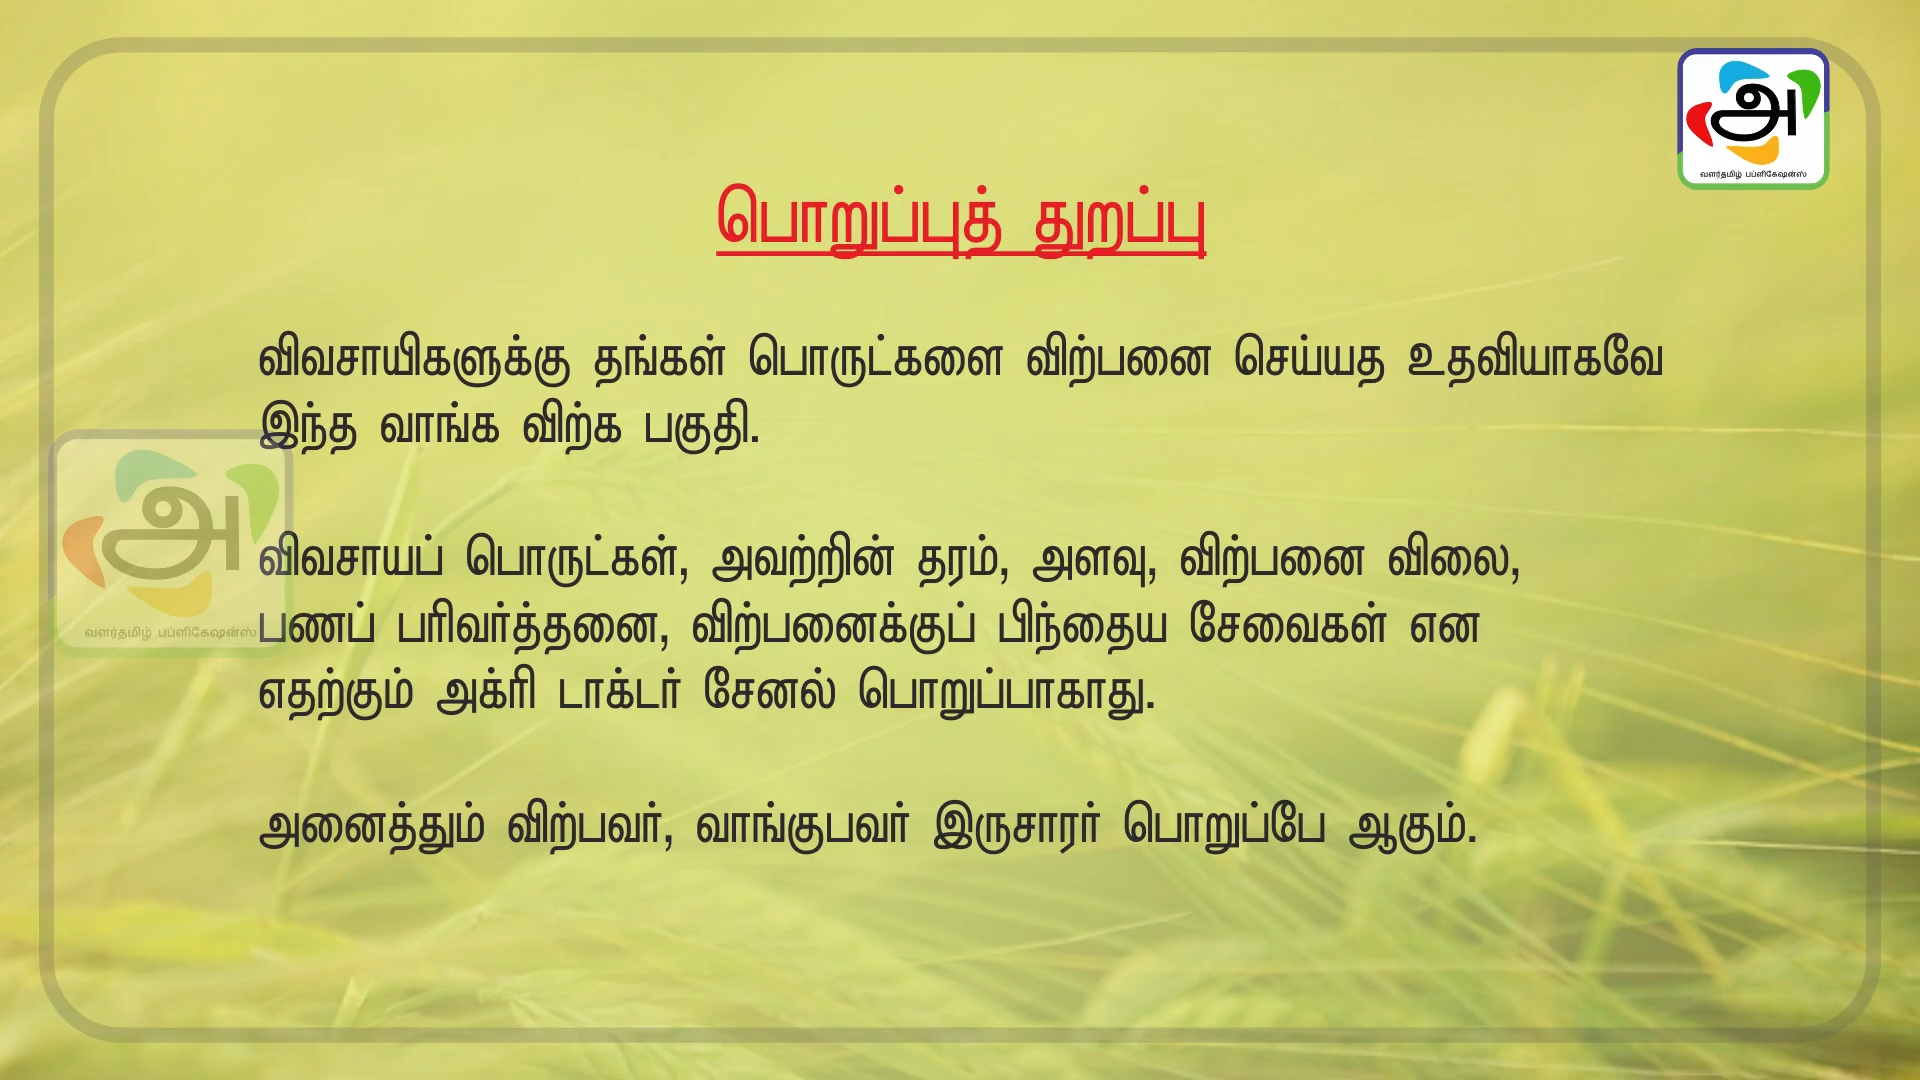 அ
வளர்தமிழ் பப்ளிகேஷன்ஸ்
பொறுப்புத் துறப்பு
விவசாயிகளுக்கு தங்கள் பொருட்களை விற்பனை செய்யத உதவியாகவே
இந்த வாங்க விற்க பகுதி.
விவசாயப் பொருட்கள், அவற்றின் தரம், அளவு, விற்பனை விலை,
பணப் பரிவர்த்தனை, விற்பனைக்குப் பிந்தைய சேவைகள் என
எதற்கும் அக்ரி டாக்டர் சேனல் பொறுப்பாகாது.
அனைத்தும் விற்பவர், வாங்குபவர் இருசாரர் பொறுப்பே ஆகும்.
அ
வளர்தமிழ் பப்ளிகேஷன்ஸ்